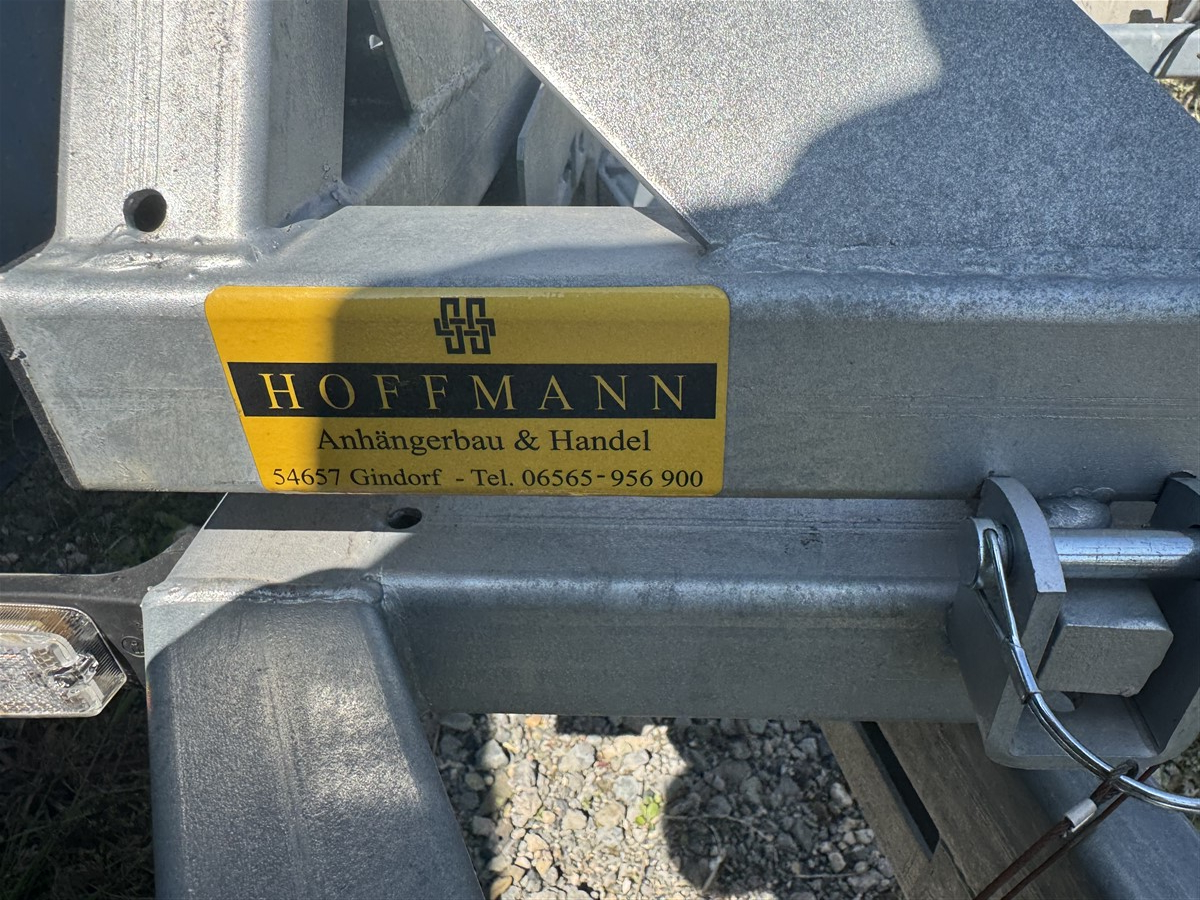 HOFFMANN
Anhängerbau & Handel
54657 Gindorf - Tel. 06565-956 900